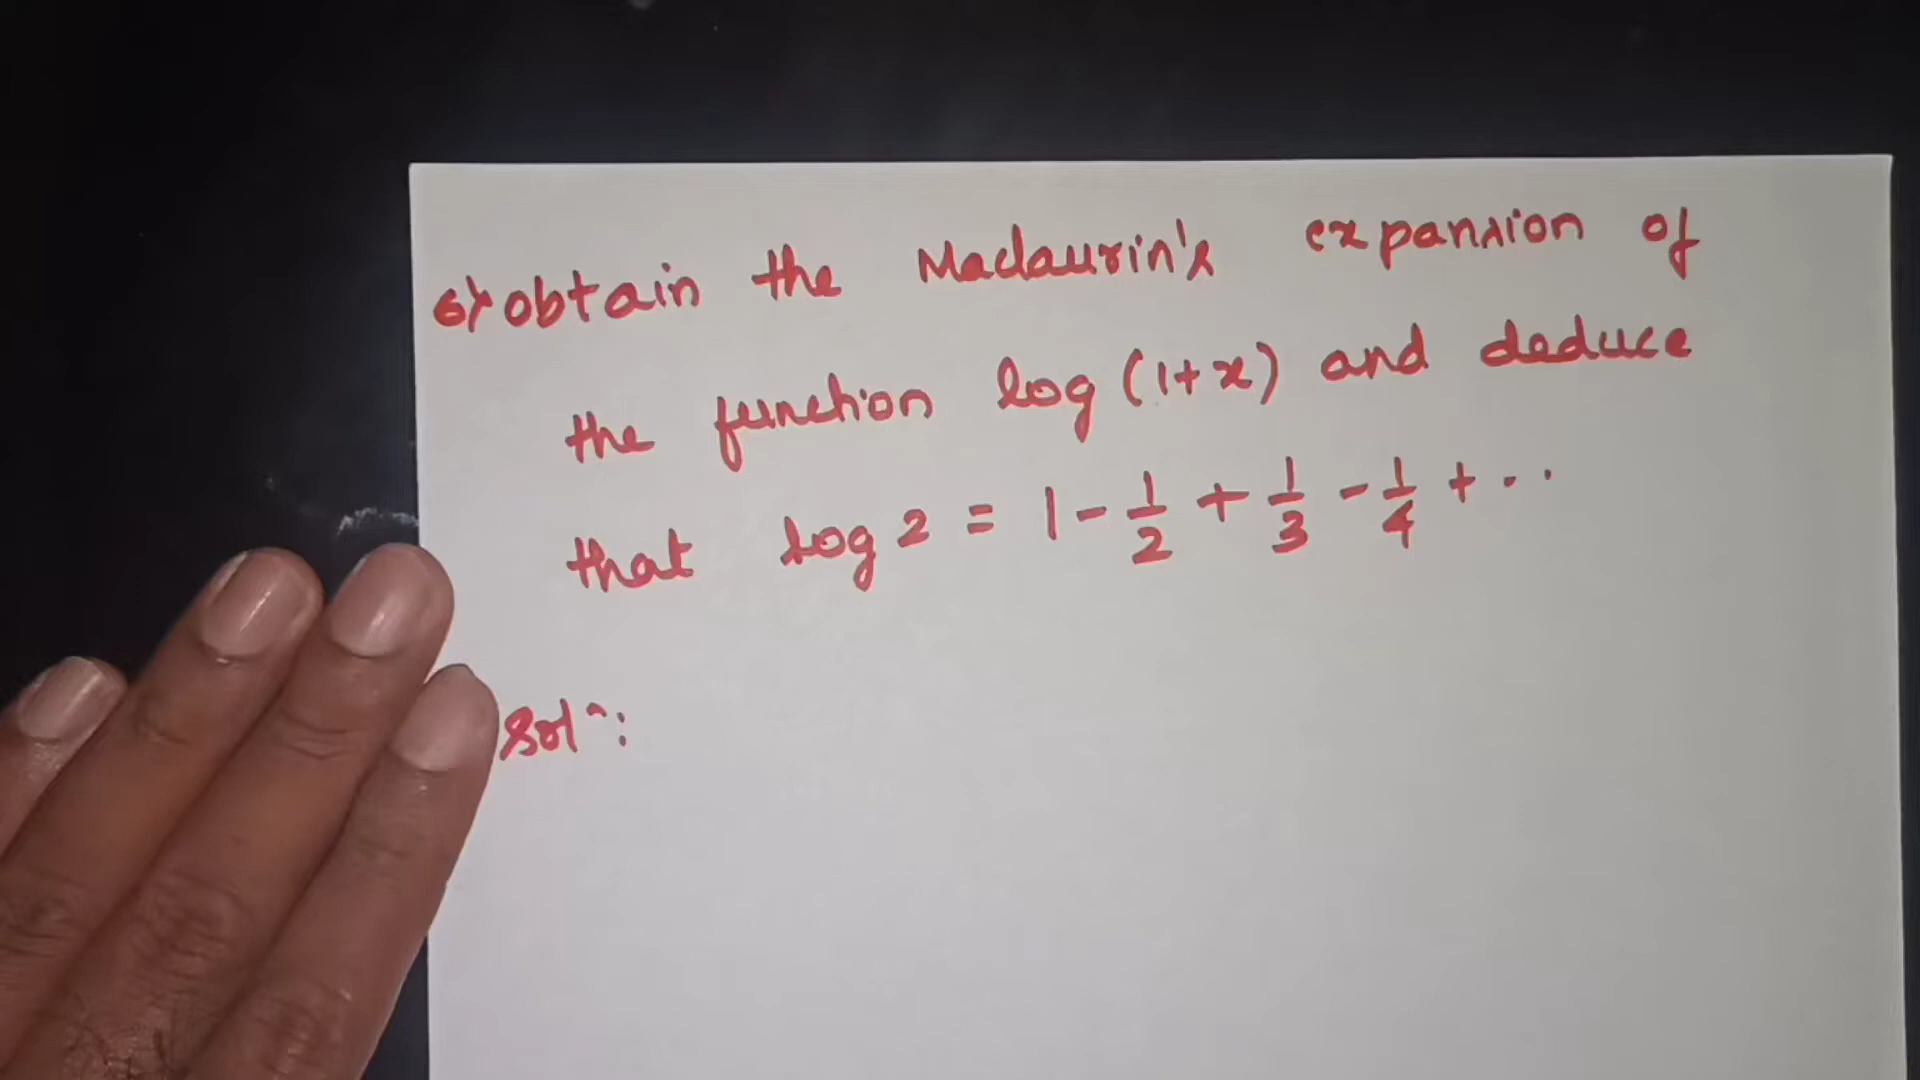 6) obtain the Maclaurin's expansion of
the function log (1+x) and deduce
that log 2 = 1 - 1/2 + 1/3 - 1/4 + ...
Solⁿ: